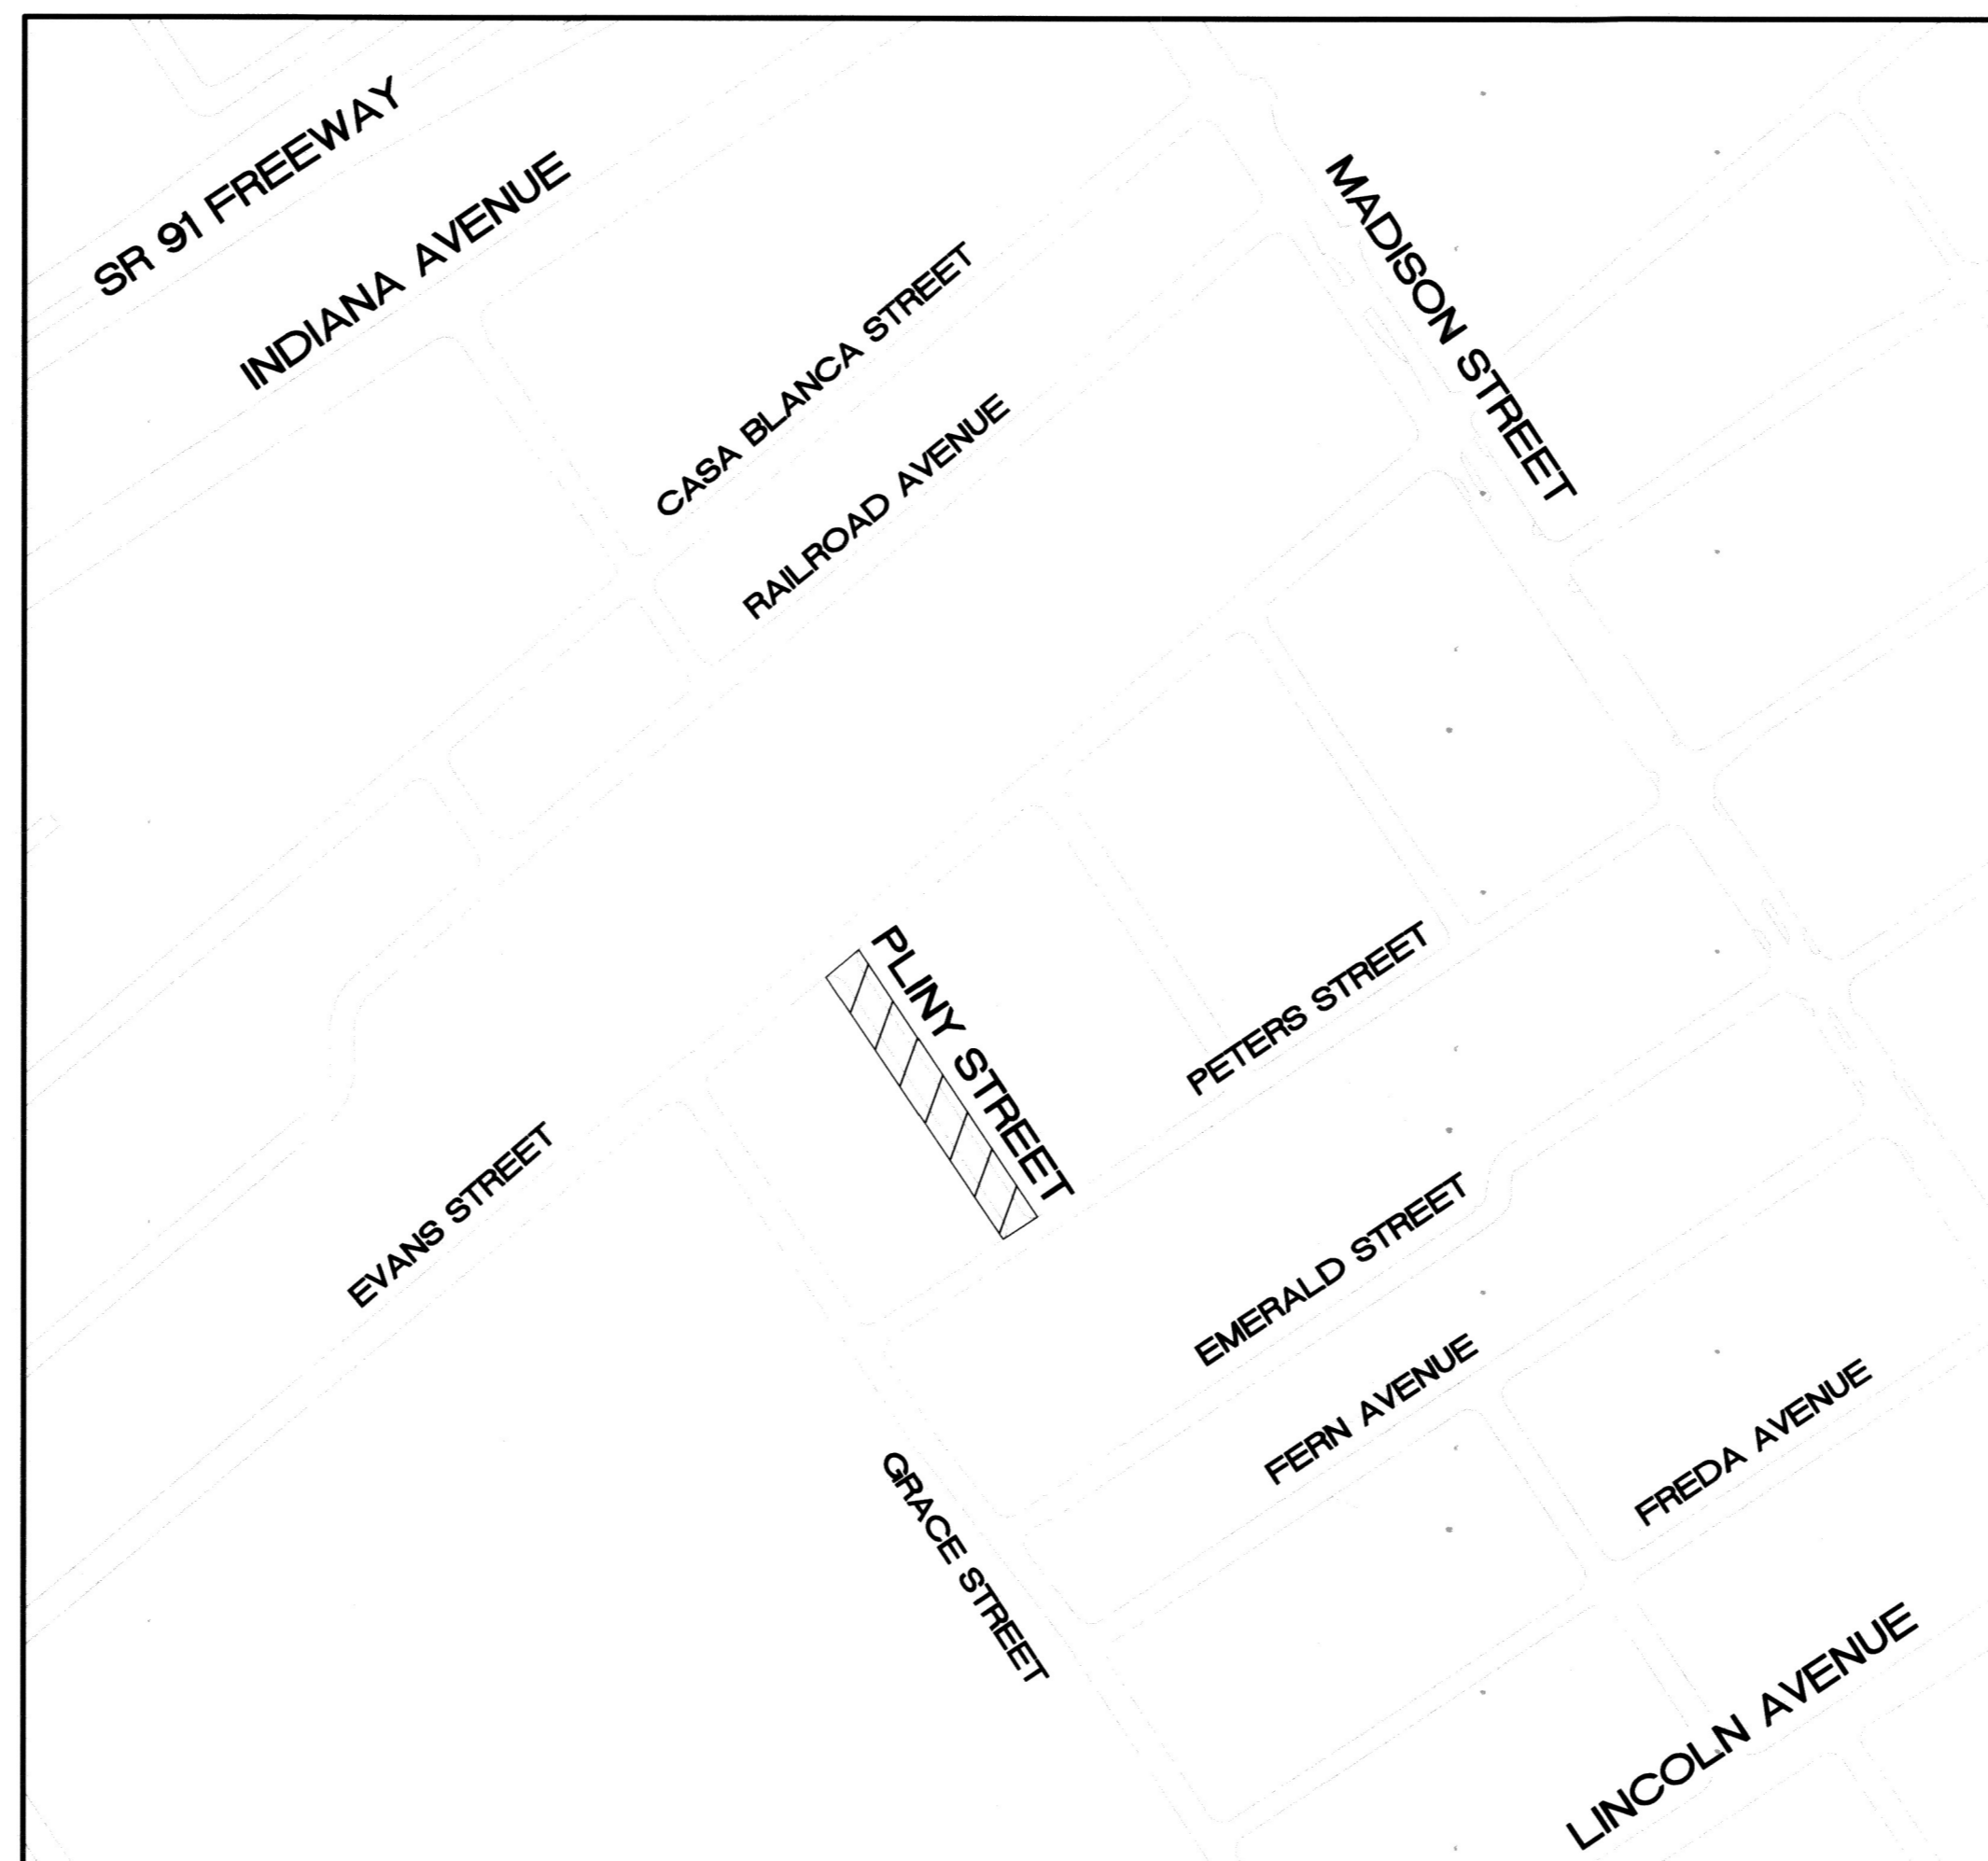 SR 91 FREEWAY
INDIANA AVENUE
CASA BLANCA STREET
RAILROAD AVENUE
MADISON STREET
PLINY STREET
PETERS STREET
EVANS STREET
EMERALD STREET
FERN AVENUE
FREDA AVENUE
GRACE STREET
LINCOLN AVENUE